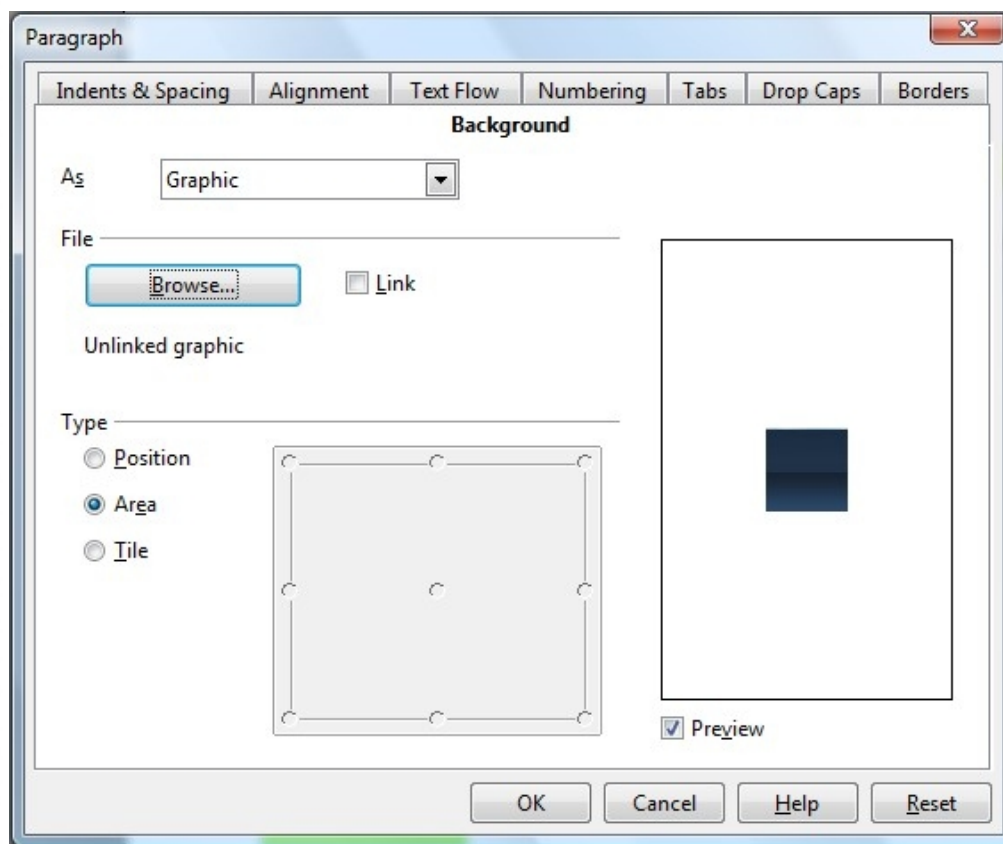 Paragraph
Indents & Spacing Alignment Text Flow Numbering Tabs Drop Caps Borders
Background
As Graphic
File
Browse... Link
Unlinked graphic
Type
Position
Area
Tile
Preview
OK Cancel Help Reset